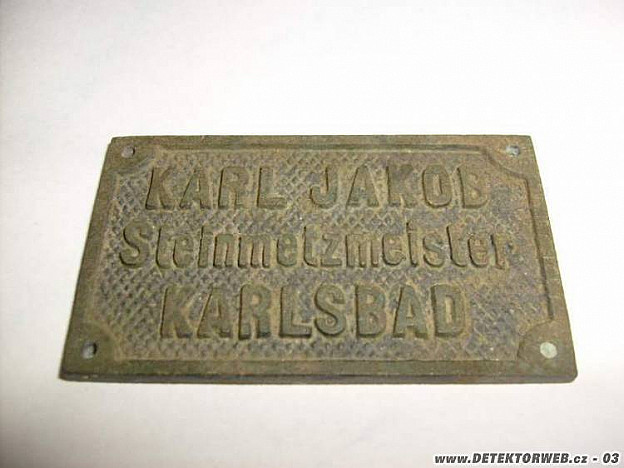 KARL JAKOB
Steinmetzmeister
KARLSBAD
www.DETEKTORWEB.cz - 03